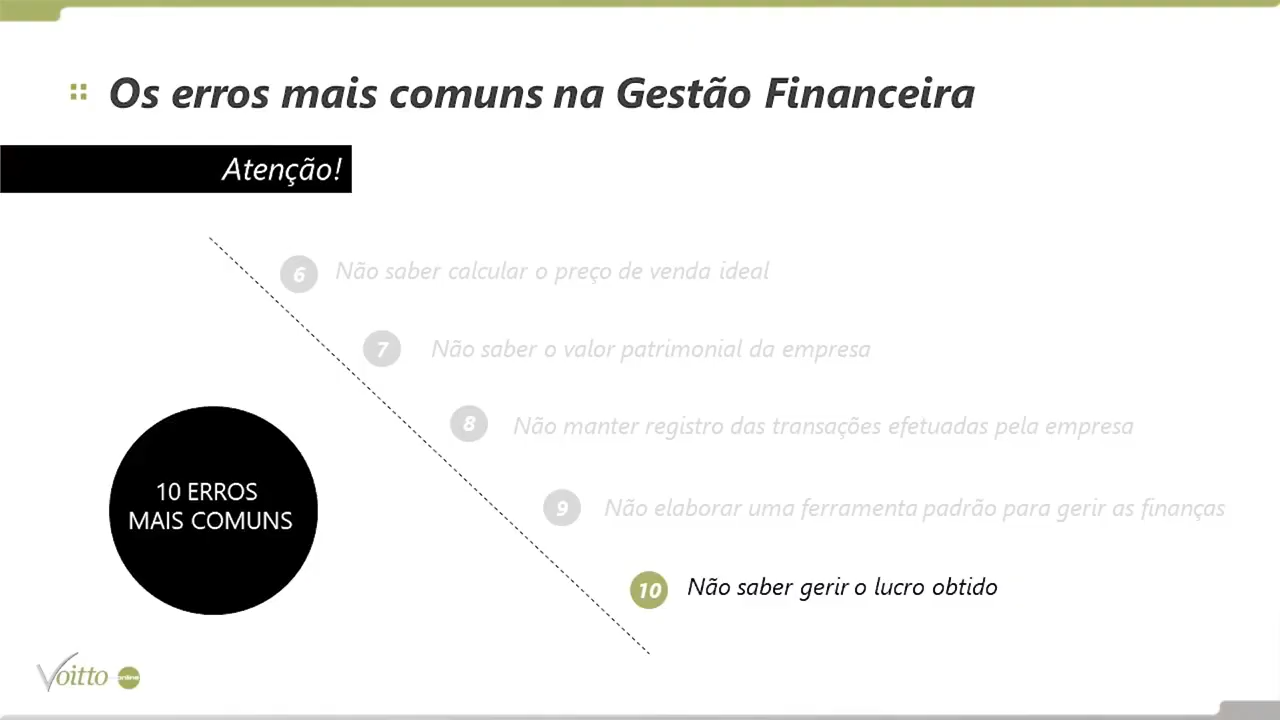 Os erros mais comuns na Gestão Financeira
Atenção!
6 Não saber calcular o preço de venda ideal
7 Não saber o valor patrimonial da empresa
8 Não manter registro das transações efetuadas pela empresa
9 Não elaborar uma ferramenta padrão para gerir as finanças
10 Não saber gerir o lucro obtido
10 ERROS
MAIS COMUNS
Voitto online